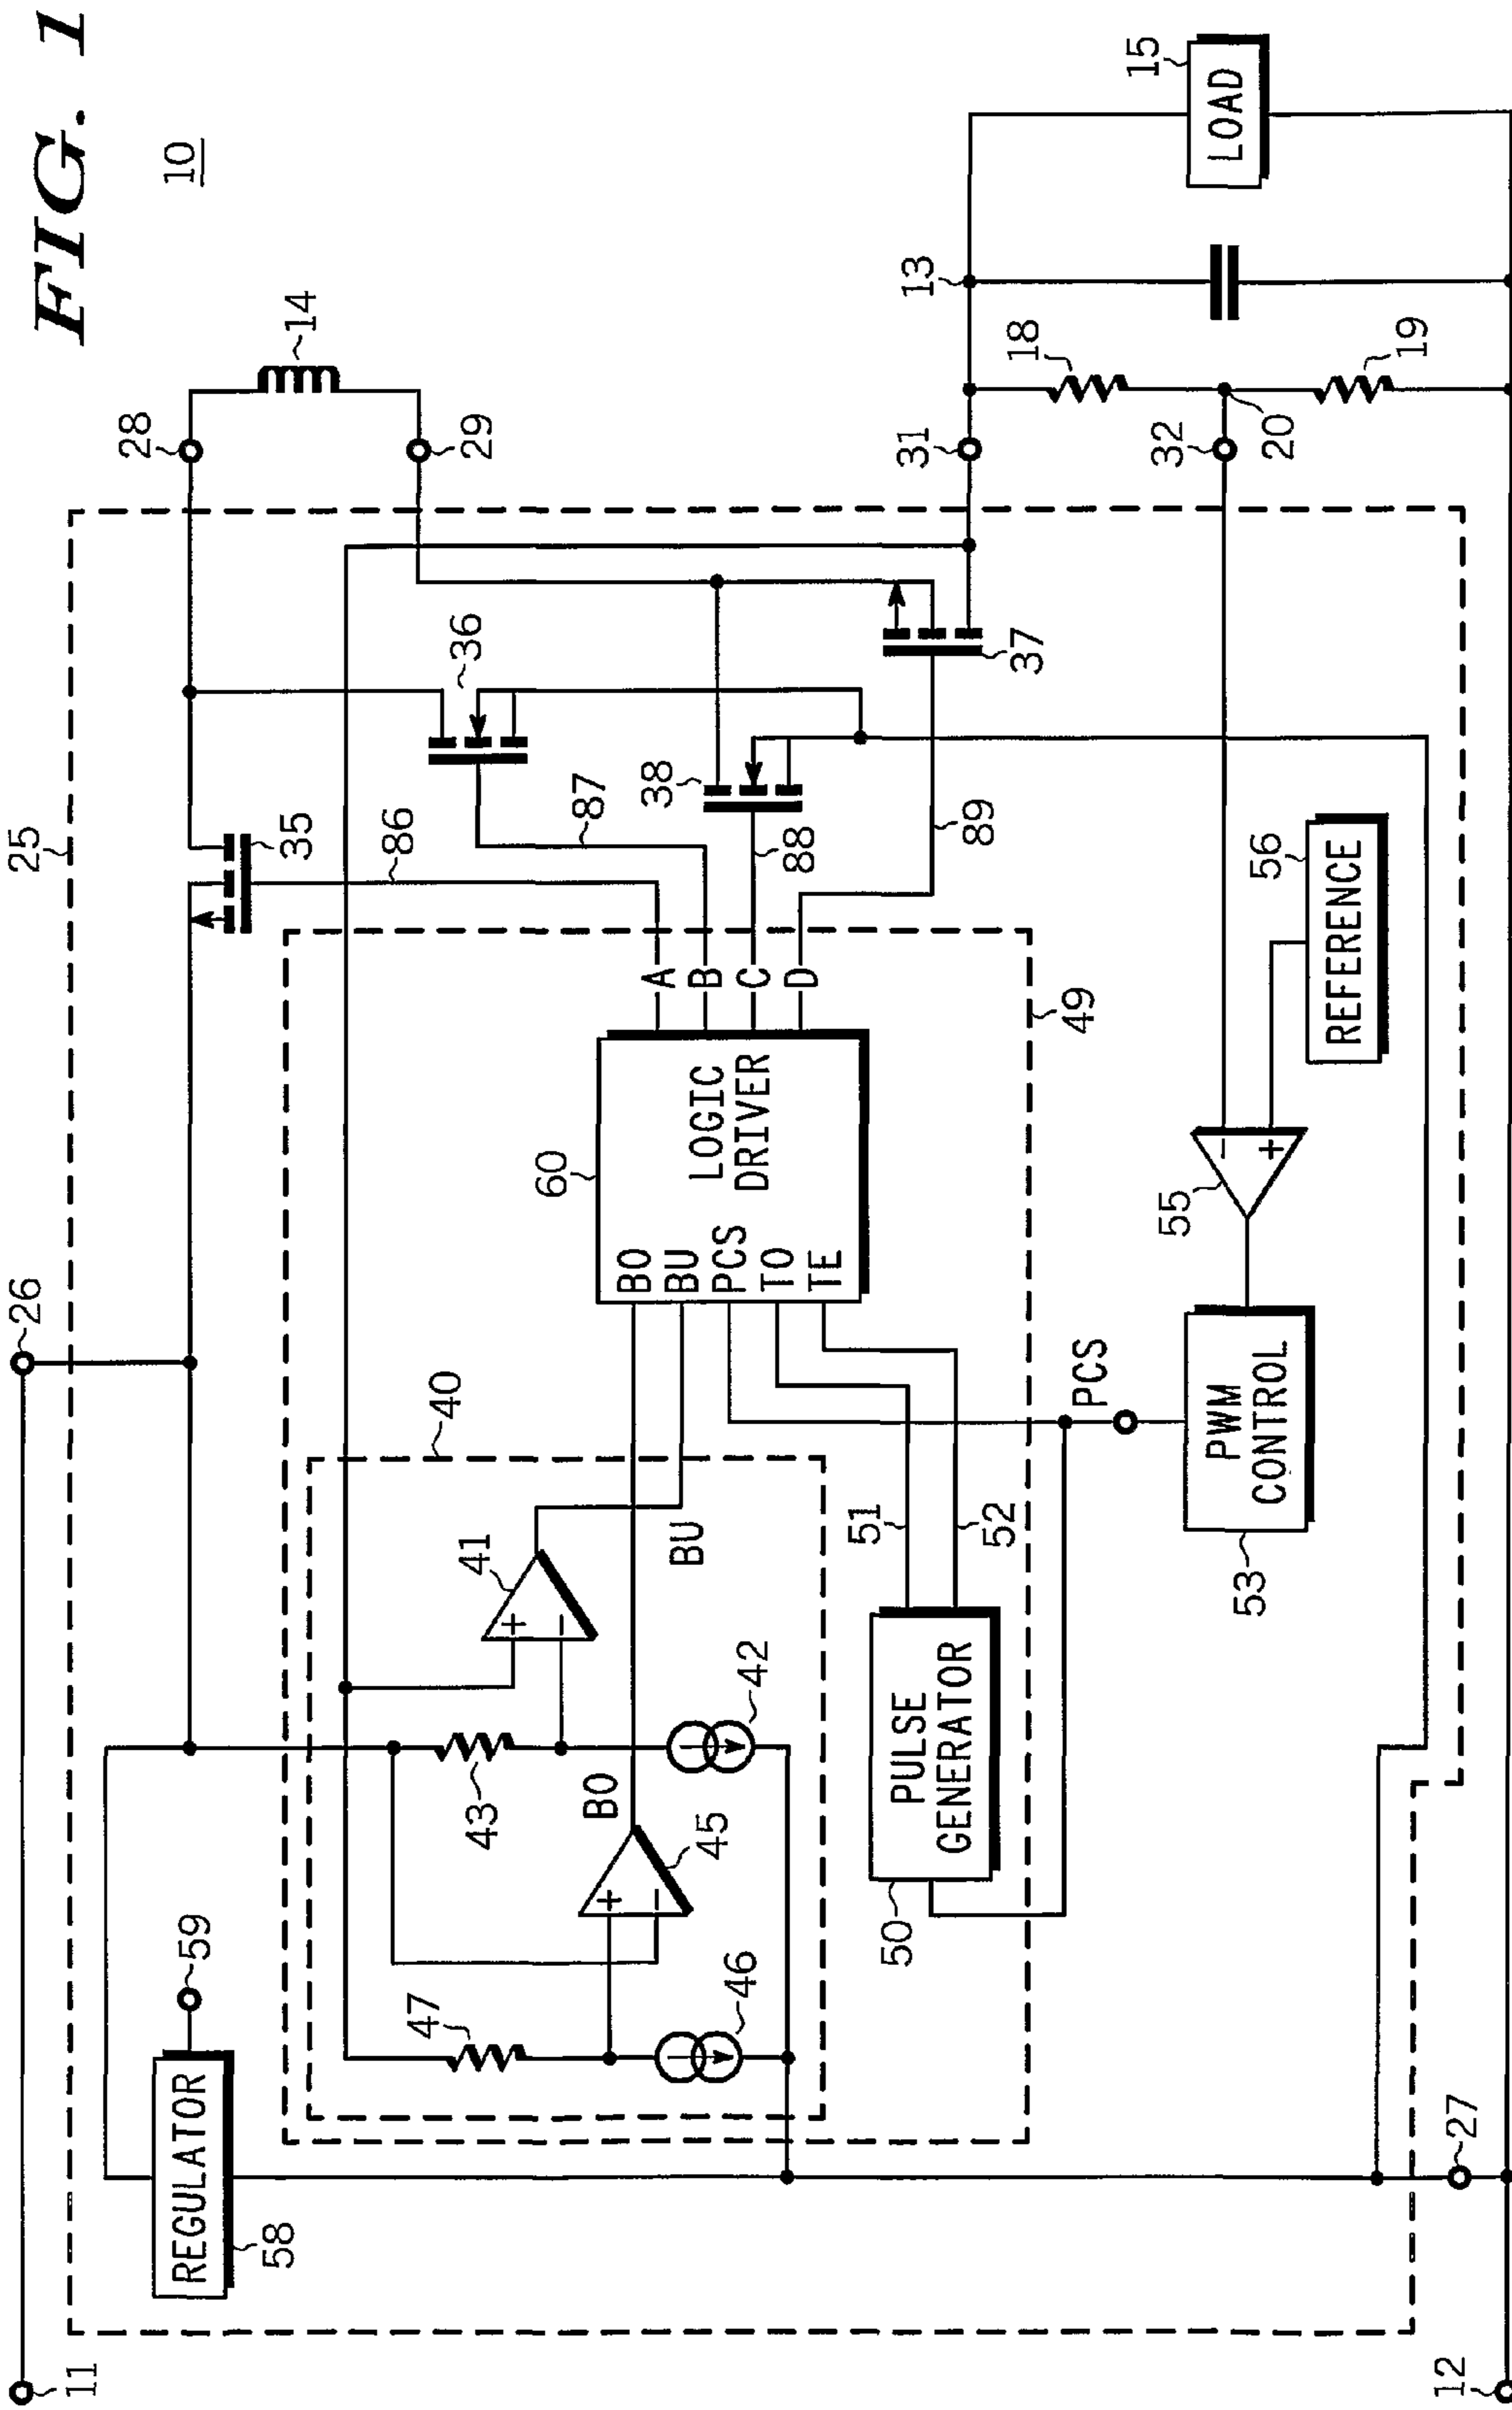 FIG. 1
10
11
26
25
28
14
29
35
36
86
87
38
88
89
37
REGULATOR
58
59
40
41
43
42
BU
BO
45
47
46
60
LOGIC
DRIVER
BO
BU
PCS
TO
TE
A
B
C
D
49
PULSE
GENERATOR
50
51
52
PCS
PWM
CONTROL
53
55
REFERENCE
56
31
32
13
18
19
20
LOAD
15
27
12